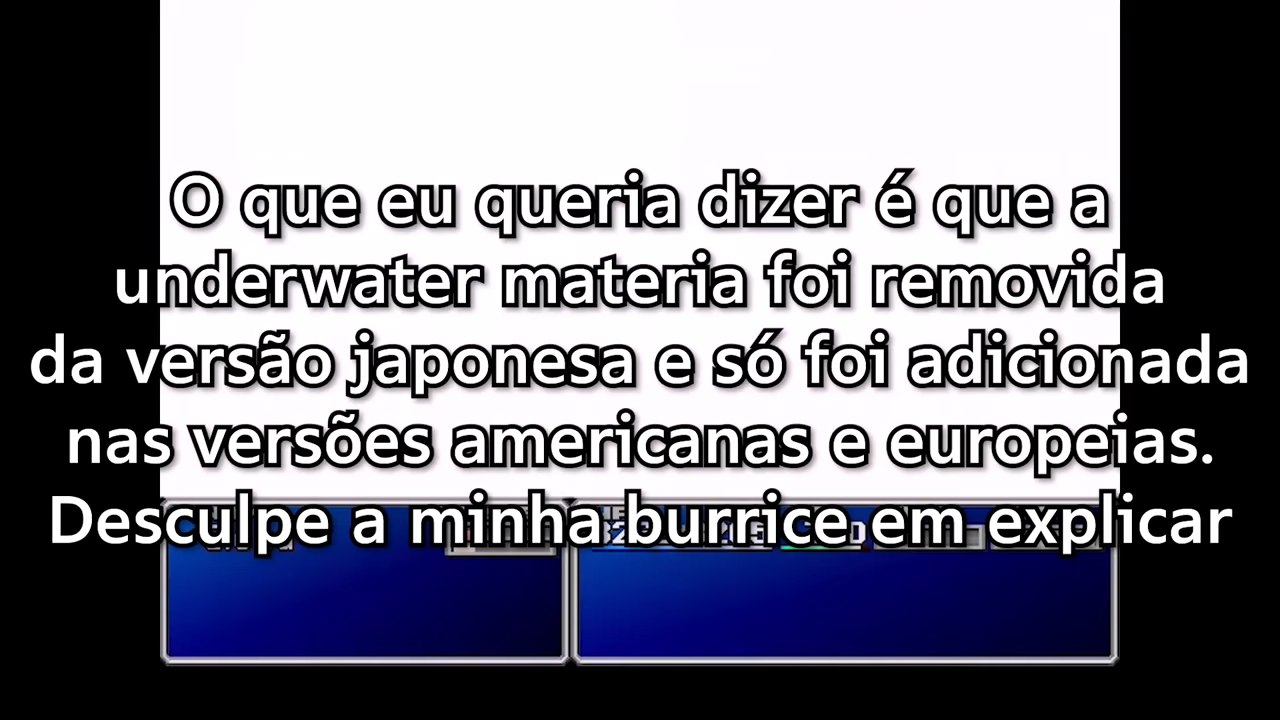 O que eu queria dizer é que a
underwater materia foi removida
da versão japonesa e só foi adicionada
nas versões americanas e europeias.
Desculpe a minha burrice em explicar